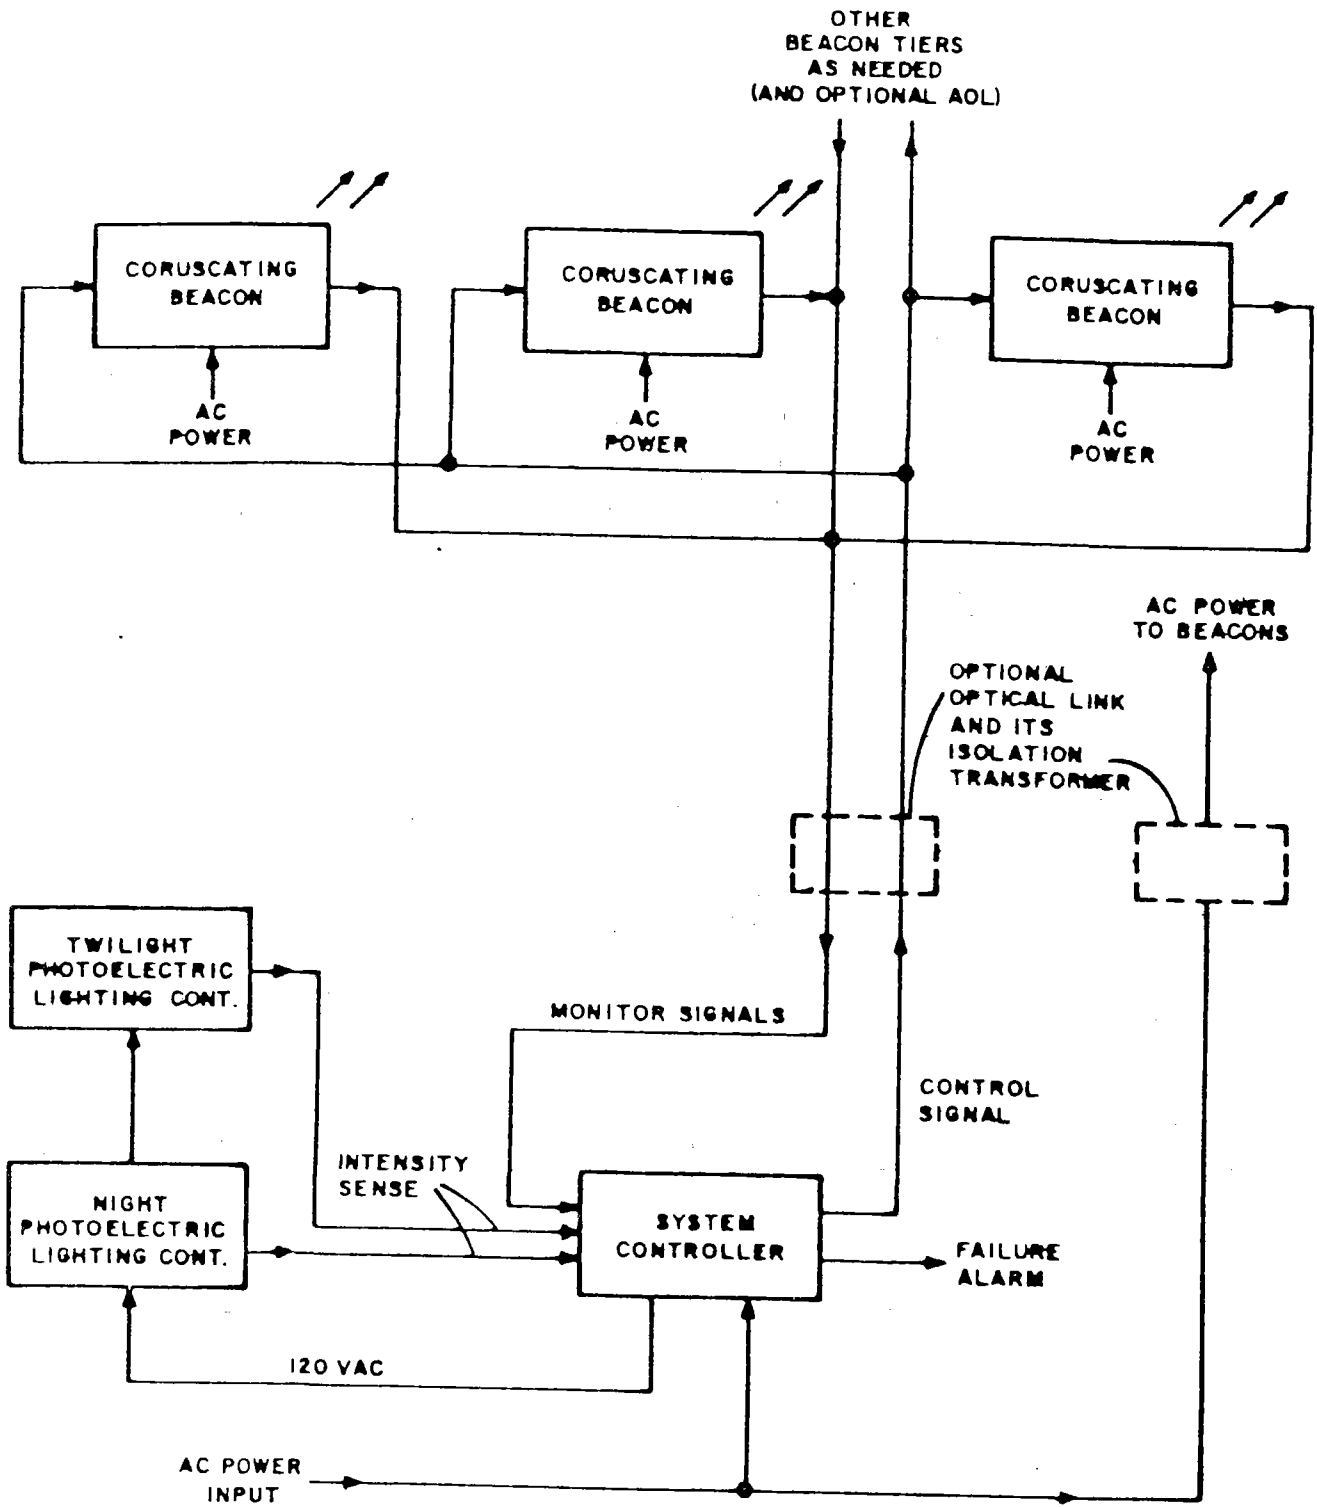 OTHER
BEACON TIERS
AS NEEDED
(AND OPTIONAL AOL)
CORUSCATING
BEACON
CORUSCATING
BEACON
CORUSCATING
BEACON
AC
POWER
AC
POWER
AC
POWER
AC POWER
TO BEACONS
OPTIONAL
OPTICAL LINK
AND ITS
ISOLATION
TRANSFORMER
TWILIGHT
PHOTOELECTRIC
LIGHTING CONT.
MONITOR SIGNALS
CONTROL
SIGNAL
INTENSITY
SENSE
NIGHT
PHOTOELECTRIC
LIGHTING CONT.
SYSTEM
CONTROLLER
FAILURE
ALARM
120 VAC
AC POWER
INPUT